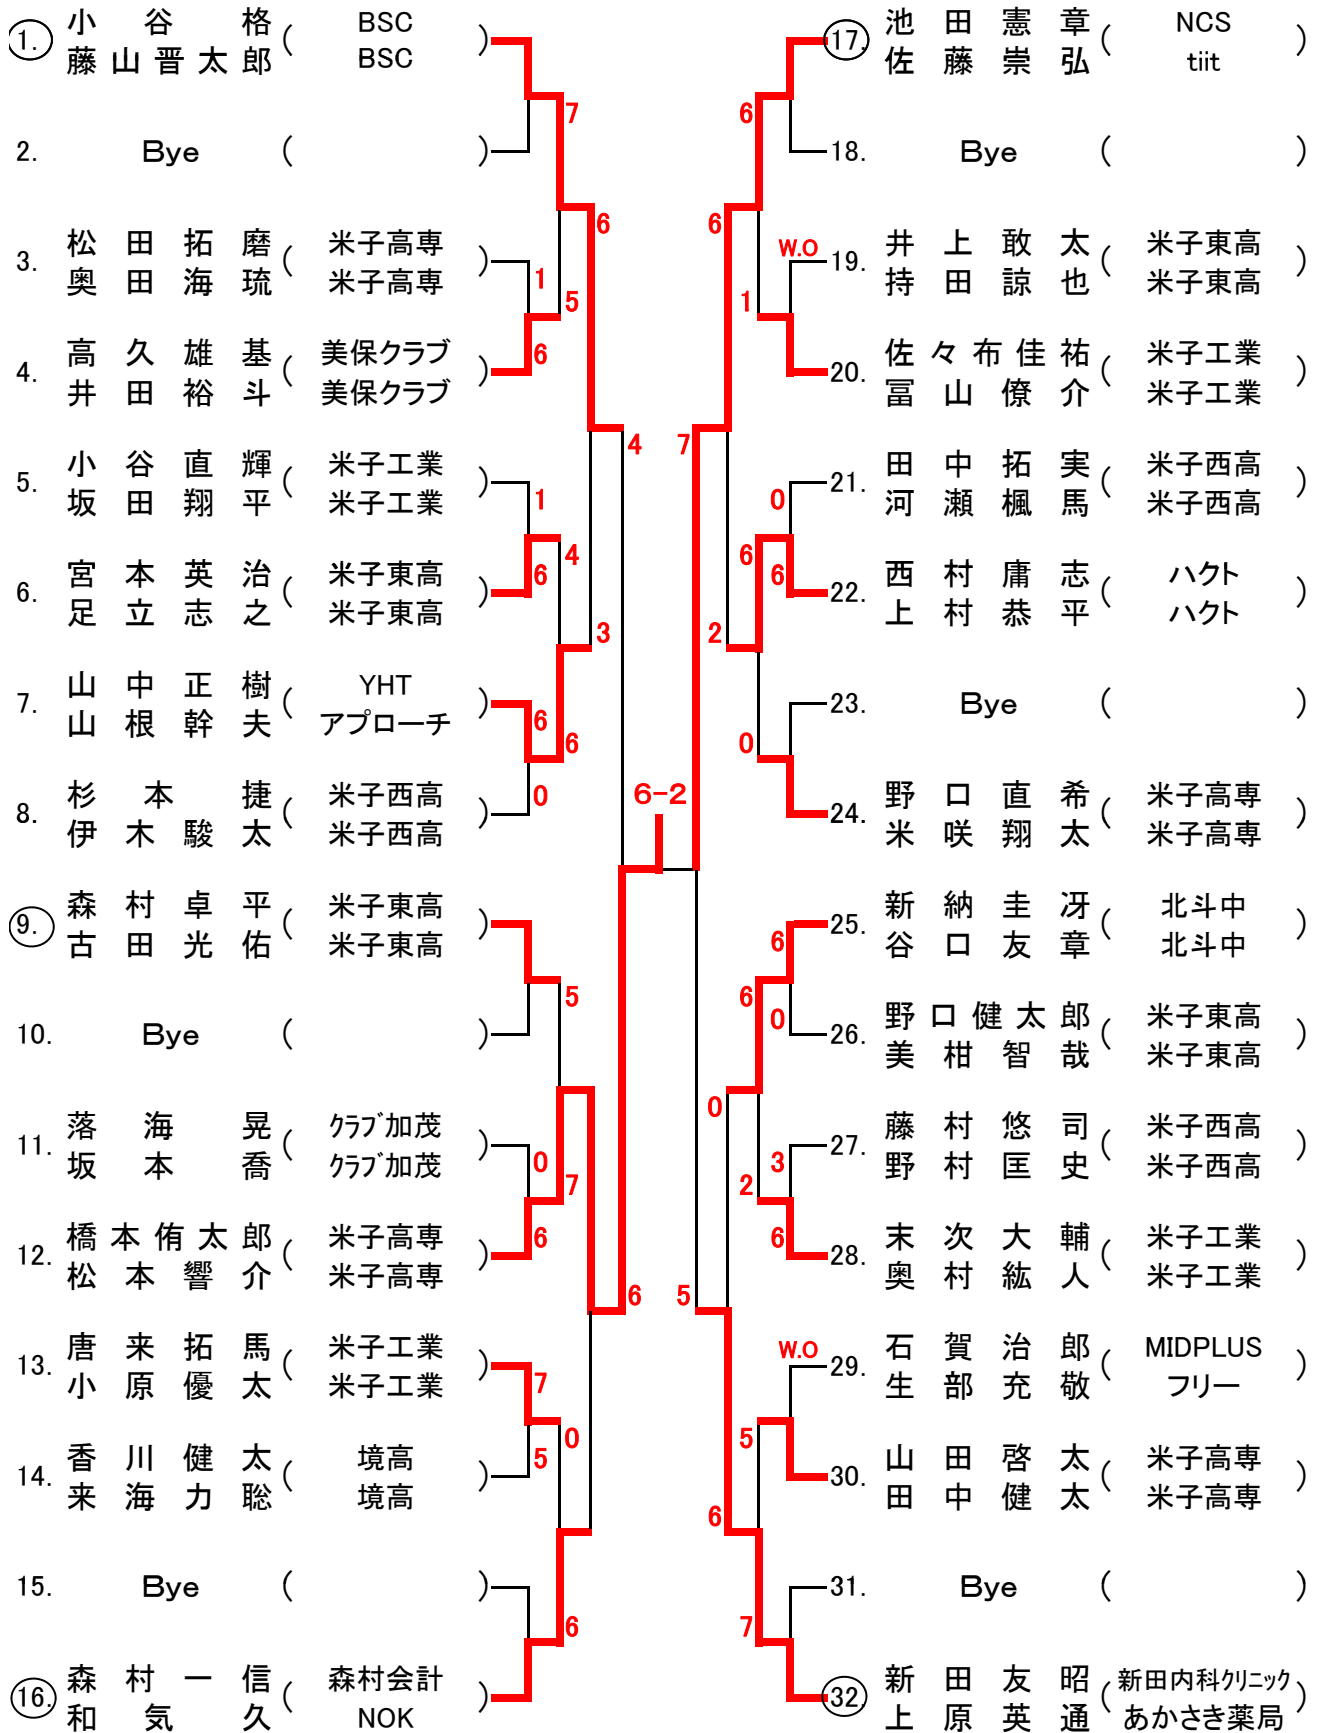 1. 小谷 格 ( BSC )
藤山晋太郎 BSC
2. Bye ( )
3. 松田拓磨 ( 米子高専 )
奥田海琉 米子高専
4. 高久雄基 ( 美保クラブ )
井田裕斗 美保クラブ
5. 小谷直輝 ( 米子工業 )
坂田翔平 米子工業
6. 宮本英治 ( 米子東高 )
足立志之 米子東高
7. 山中正樹 ( YHT )
山根幹夫 アプローチ
8. 杉本 捷 ( 米子西高 )
伊木駿太 米子西高
9. 森村卓平 ( 米子東高 )
古田光佑 米子東高
10. Bye ( )
11. 落海 晃 ( クラブ加茂 )
坂本 喬 クラブ加茂
12. 橋本侑太郎 ( 米子高専 )
松本響介 米子高専
13. 唐来拓馬 ( 米子工業 )
小原優太 米子工業
14. 香川健太 ( 境高 )
来海力聡 境高
15. Bye ( )
16. 森村一信 ( 森村会計 )
和気 久 NOK
7
6
1
5
6
4
1
4
6
3
6
6
0
6-2
5
0
7
6
6
7
0
5
6
17. 池田憲章 ( NCS )
佐藤崇弘 tiit
18. Bye ( )
19. 井上敢太 ( 米子東高 )
持田諒也 米子東高
20. 佐々布佳祐 ( 米子工業 )
冨山僚介 米子工業
21. 田中拓実 ( 米子西高 )
河瀬楓馬 米子西高
22. 西村庸志 ( ハクト )
上村恭平 ハクト
23. Bye ( )
24. 野口直希 ( 米子高専 )
米咲翔太 米子高専
25. 新納圭冴 ( 北斗中 )
谷口友章 北斗中
26. 野口健太郎 ( 米子東高 )
美柑智哉 米子東高
27. 藤村悠司 ( 米子西高 )
野村匡史 米子西高
28. 末次大輔 ( 米子工業 )
奥村紘人 米子工業
29. 石賀治郎 ( MIDPLUS )
生部充敬 フリー
30. 山田啓太 ( 米子高専 )
田中健太 米子高専
31. Bye ( )
32 新田友昭 ( 新田内科クリニック )
上原英通 あかさき薬局
6
6
W.O
1
7
0
6
6
2
0
6
6
0
0
3
2
6
5
W.O
5
6
7